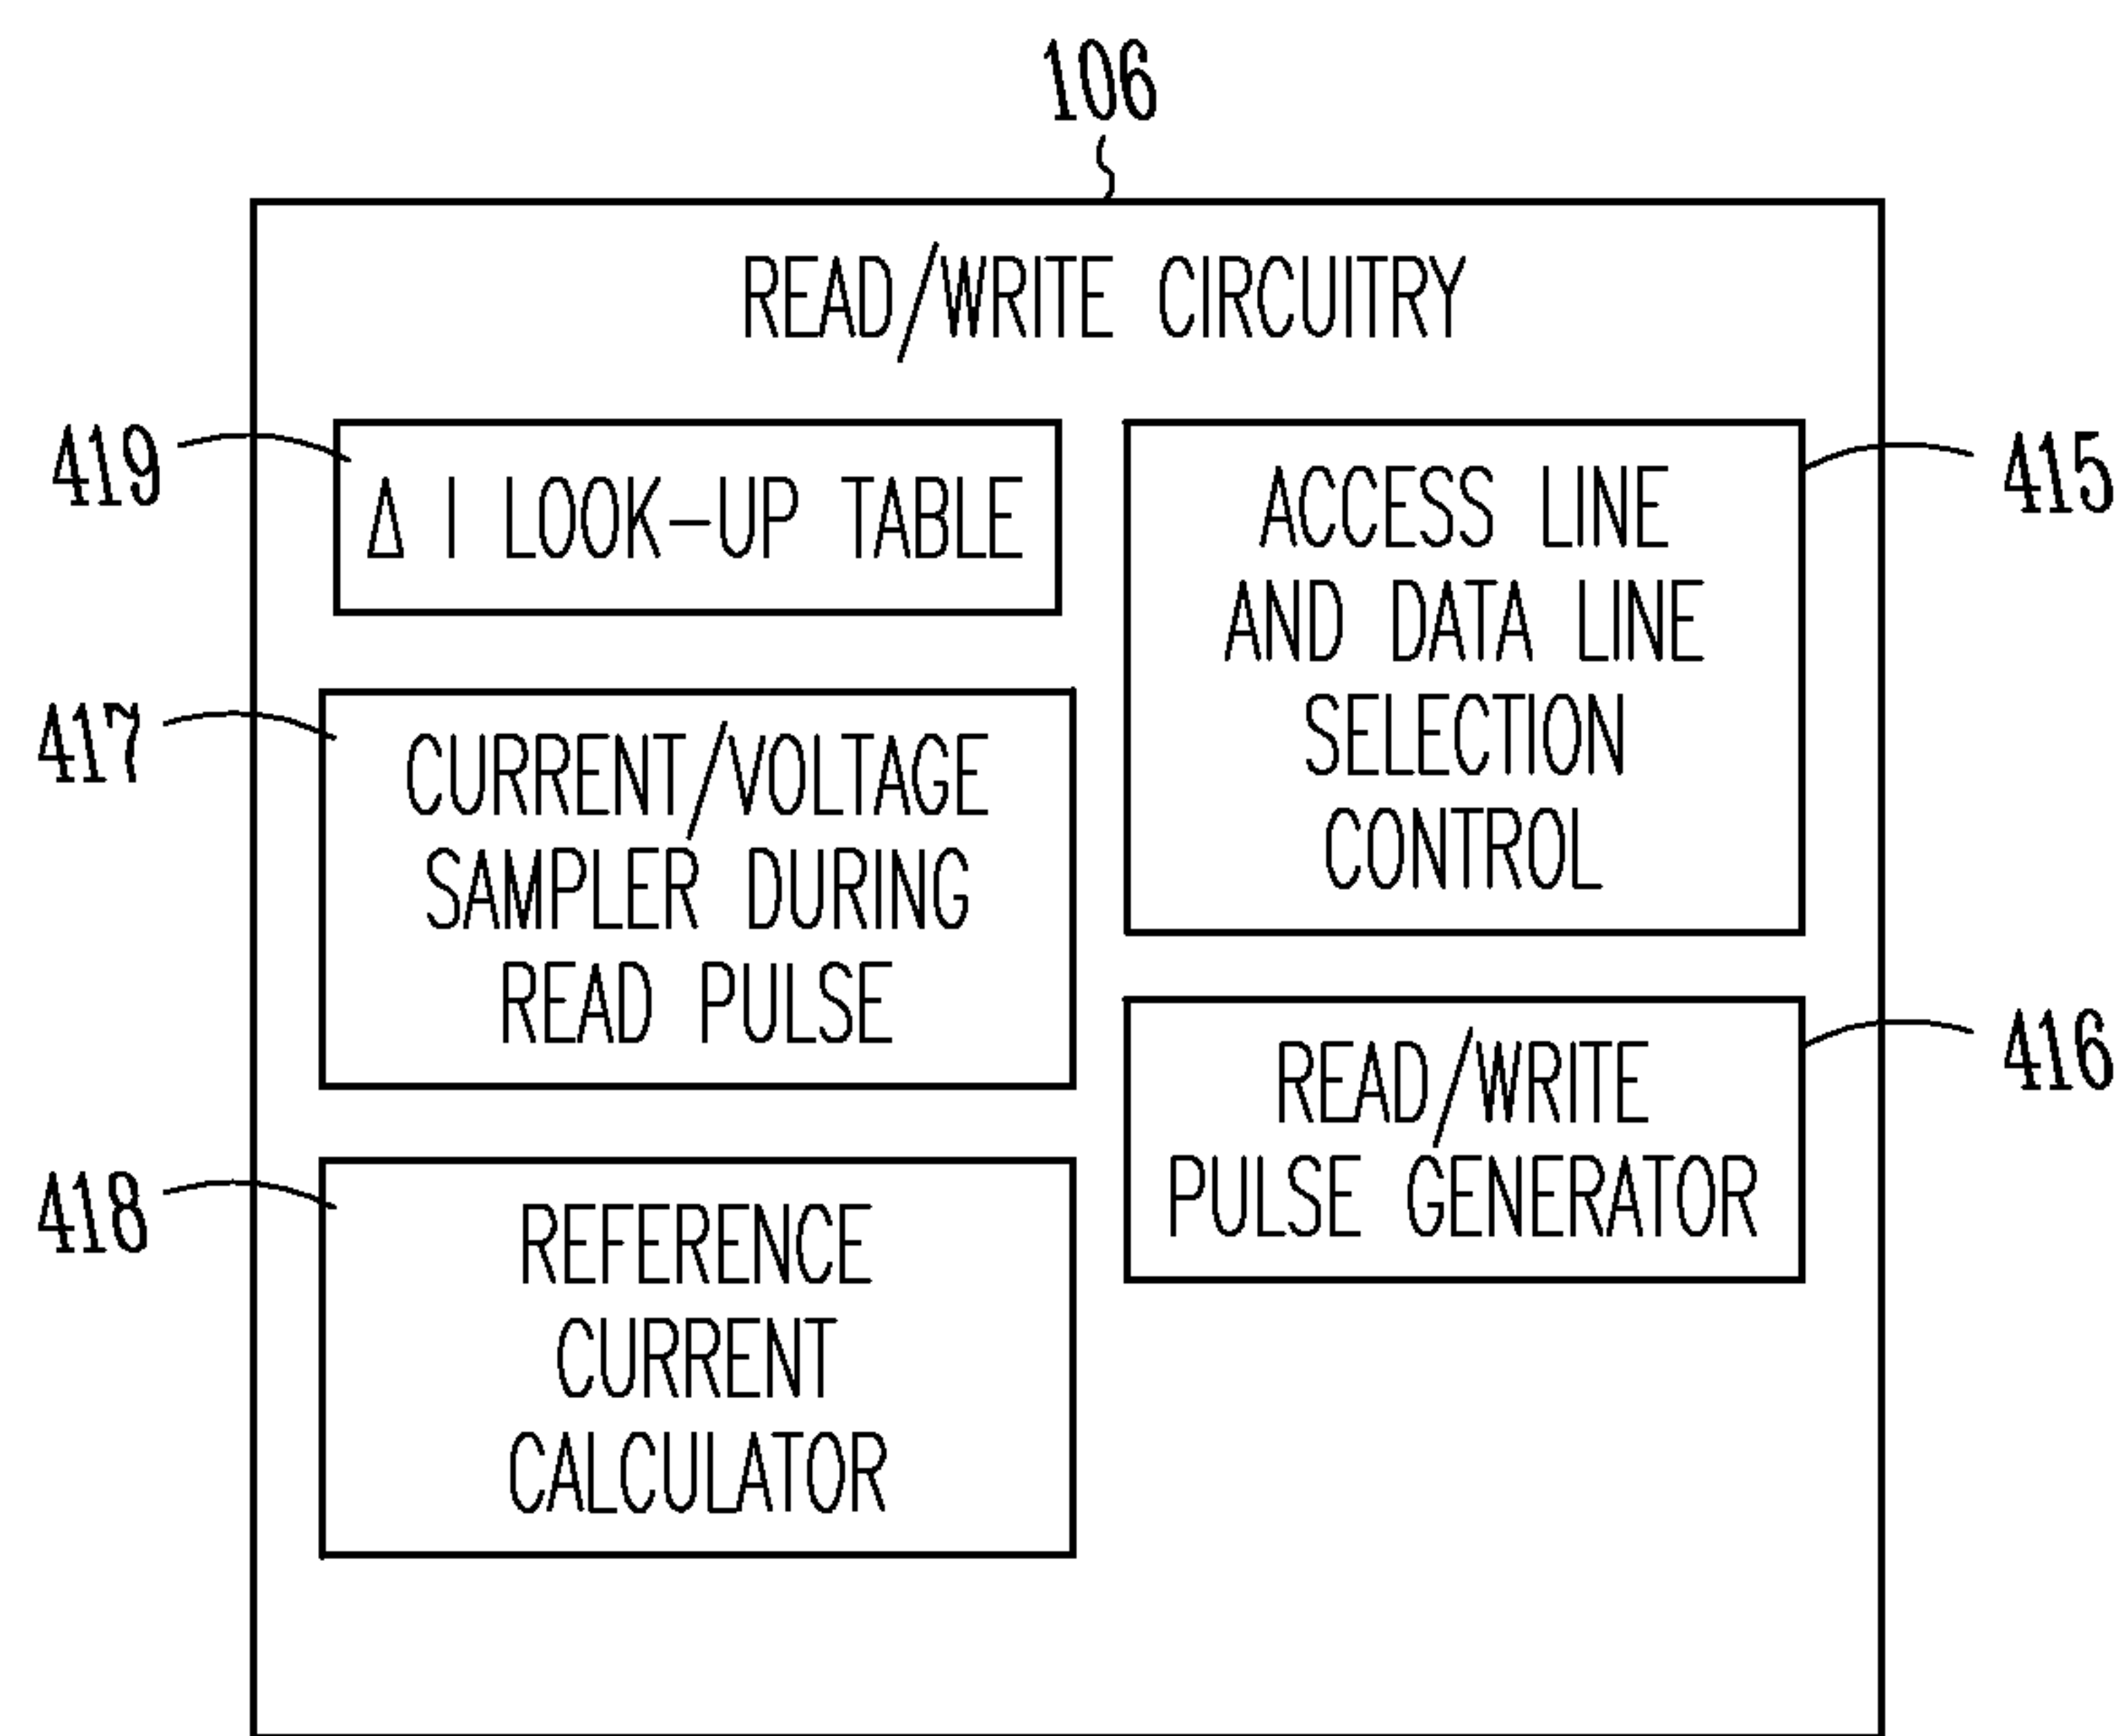 106
READ/WRITE CIRCUITRY
419
Δ I LOOK-UP TABLE
417
CURRENT/VOLTAGE
SAMPLER DURING
READ PULSE
418
REFERENCE
CURRENT
CALCULATOR
ACCESS LINE
AND DATA LINE
SELECTION
CONTROL
415
READ/WRITE
PULSE GENERATOR
416